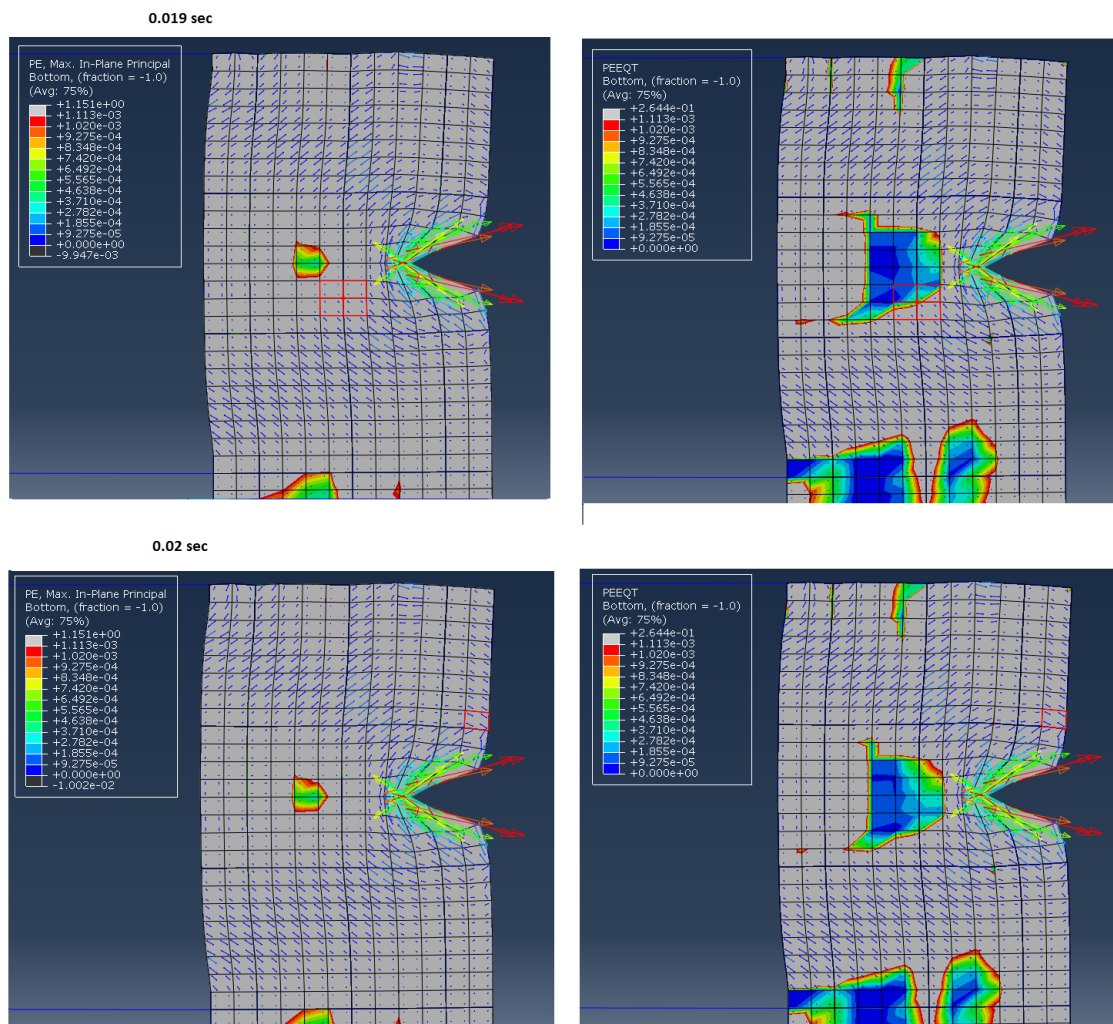 0.019 sec
PE, Max. In-Plane Principal
Bottom, (fraction = -1.0)
(Avg: 75%)
+1.151e+00
+1.113e-03
+1.020e-03
+9.275e-04
+8.348e-04
+7.420e-04
+6.492e-04
+5.565e-04
+4.638e-04
+3.710e-04
+2.782e-04
+1.855e-04
+9.275e-05
+0.000e+00
-9.947e-03
PEEQT
Bottom, (fraction = -1.0)
(Avg: 75%)
+2.644e-01
+1.113e-03
+1.020e-03
+9.275e-04
+8.348e-04
+7.420e-04
+6.492e-04
+5.565e-04
+4.638e-04
+3.710e-04
+2.782e-04
+1.855e-04
+9.275e-05
+0.000e+00
0.02 sec
PE, Max. In-Plane Principal
Bottom, (fraction = -1.0)
(Avg: 75%)
+1.151e+00
+1.113e-03
+1.020e-03
+9.275e-04
+8.348e-04
+7.420e-04
+6.492e-04
+5.565e-04
+4.638e-04
+3.710e-04
+2.782e-04
+1.855e-04
+9.275e-05
+0.000e+00
-1.002e-02
PEEQT
Bottom, (fraction = -1.0)
(Avg: 75%)
+2.644e-01
+1.113e-03
+1.020e-03
+9.275e-04
+8.348e-04
+7.420e-04
+6.492e-04
+5.565e-04
+4.638e-04
+3.710e-04
+2.782e-04
+1.855e-04
+9.275e-05
+0.000e+00